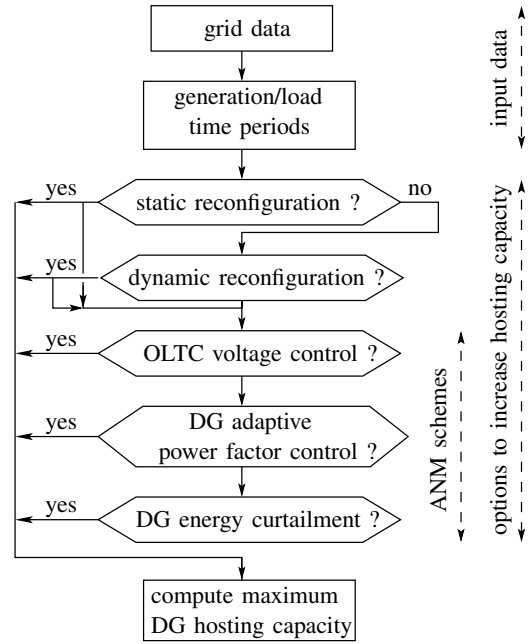 grid data
generation/load
time periods
input data
yes
static reconfiguration ?
no
yes
dynamic reconfiguration ?
yes
OLTC voltage control ?
yes
DG adaptive
power factor control ?
yes
DG energy curtailment ?
ANM schemes
options to increase hosting capacity
compute maximum
DG hosting capacity